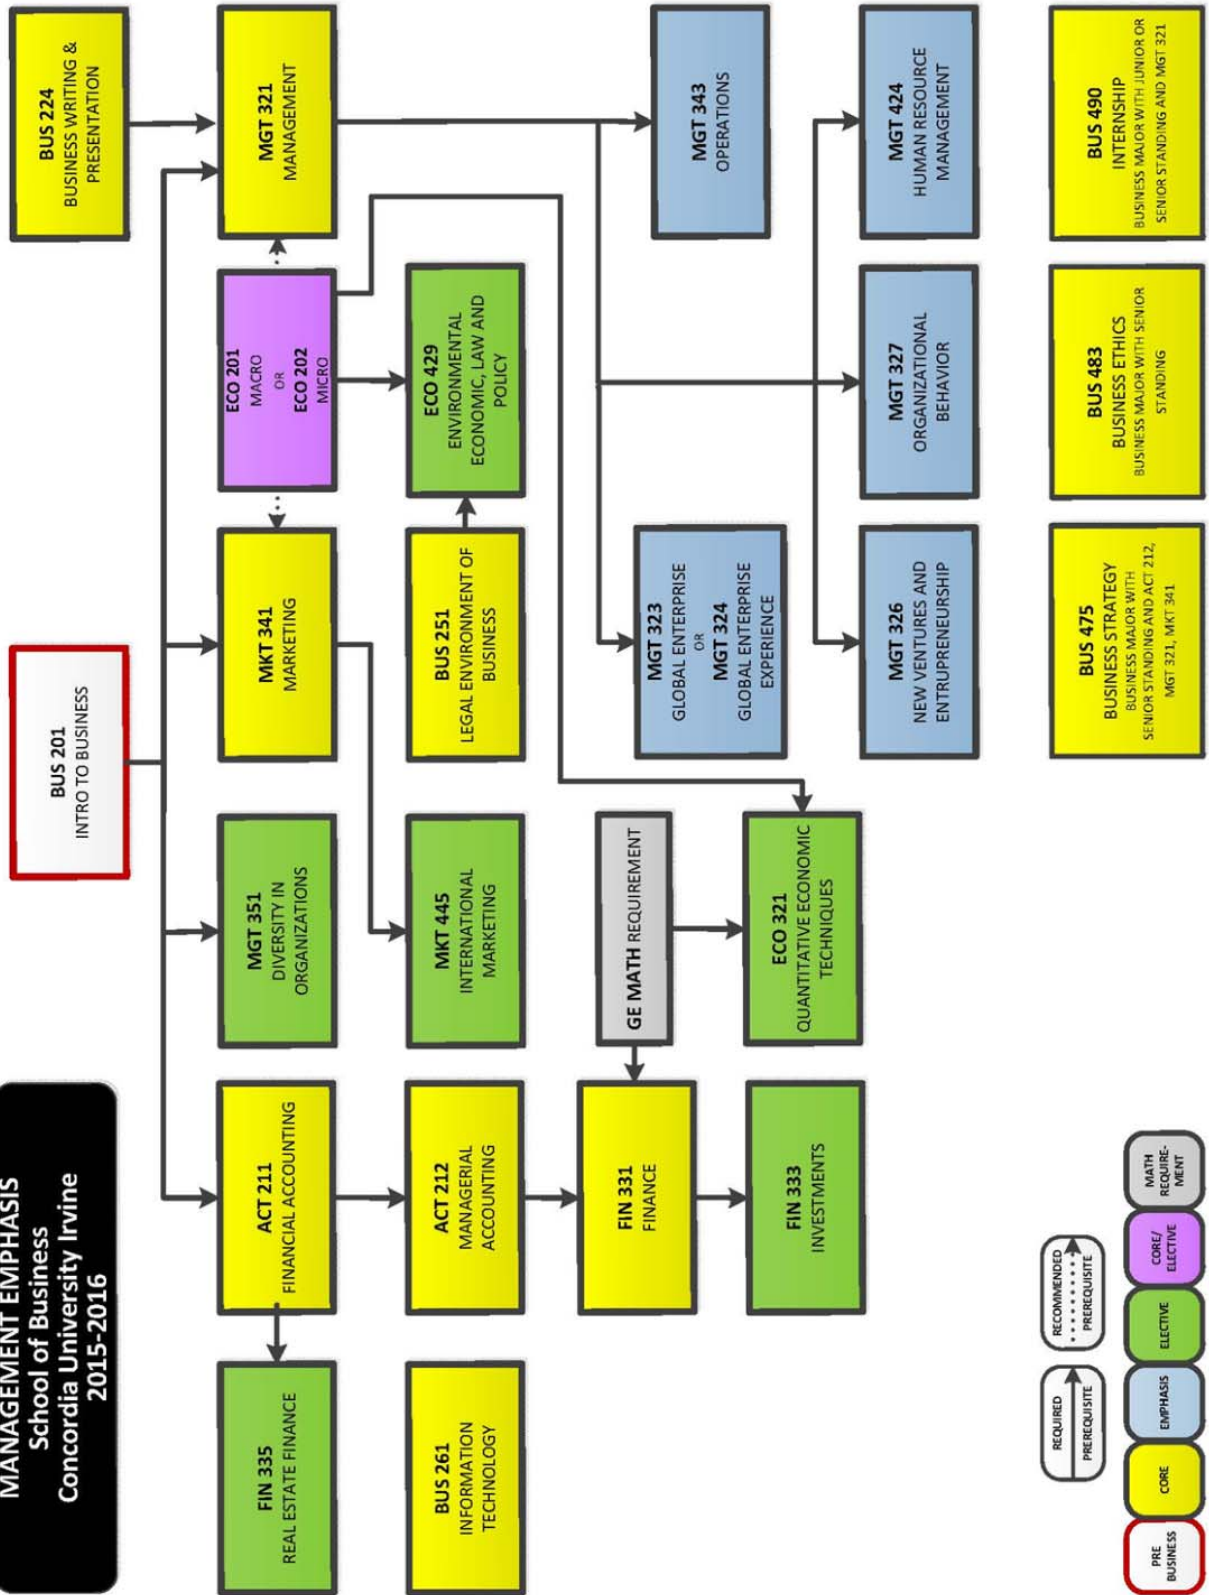 MANAGEMENT EMPHASIS
School of Business
Concordia University Irvine
2015-2016
BUS 201
INTRO TO BUSINESS
BUS 224
BUSINESS WRITING &
PRESENTATION
FIN 335
REAL ESTATE FINANCE
ACT 211
FINANCIAL ACCOUNTING
MGT 351
DIVERSITY IN
ORGANIZATIONS
MKT 341
MARKETING
ECO 201
MACRO
OR
ECO 202
MICRO
MGT 321
MANAGEMENT
BUS 261
INFORMATION
TECHNOLOGY
ACT 212
MANAGERIAL
ACCOUNTING
MKT 445
INTERNATIONAL
MARKETING
BUS 251
LEGAL ENVIRONMENT OF
BUSINESS
ECO 429
ENVIRONMENTAL
ECONOMIC, LAW AND
POLICY
FIN 331
FINANCE
GE MATH REQUIREMENT
MGT 323
GLOBAL ENTERPRISE
OR
MGT 324
GLOBAL ENTERPRISE
EXPERIENCE
MGT 343
OPERATIONS
FIN 333
INVESTMENTS
ECO 321
QUANTITATIVE ECONOMIC
TECHNIQUES
MGT 326
NEW VENTURES AND
ENTRUPRENEURSHIP
MGT 327
ORGANIZATIONAL
BEHAVIOR
MGT 424
HUMAN RESOURCE
MANAGEMENT
BUS 475
BUSINESS STRATEGY
BUSINESS MAJOR WITH
SENIOR STANDING AND ACT 212,
MGT 321, MKT 341
BUS 483
BUSINESS ETHICS
BUSINESS MAJOR WITH SENIOR
STANDING
BUS 490
INTERNSHIP
BUSINESS MAJOR WITH JUNIOR OR
SENIOR STANDING AND MGT 321
REQUIRED
PREREQUISITE
RECOMMENDED
PREREQUISITE
PRE
BUSINESS
CORE
EMPHASIS
ELECTIVE
CORE/
ELECTIVE
MATH
REQUIRE-
MENT